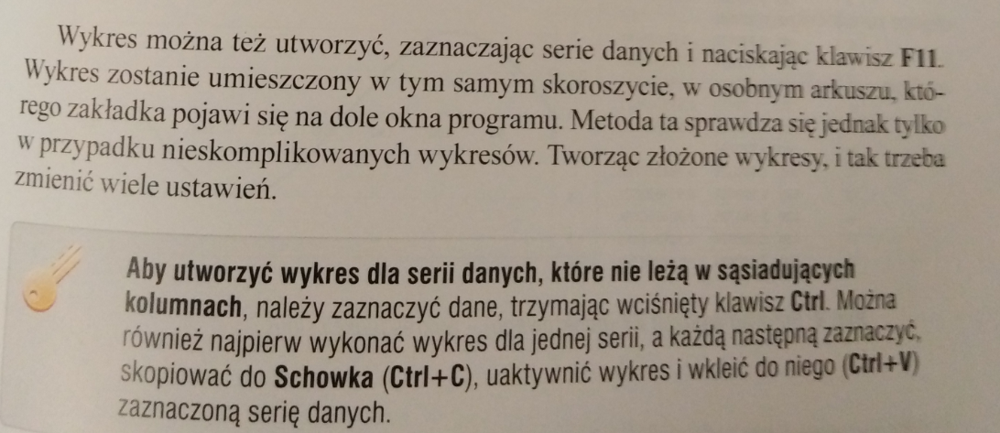 Wykres można też utworzyć, zaznaczając serie danych i naciskając klawisz F11.
Wykres zostanie umieszczony w tym samym skoroszycie, w osobnym arkuszu, któ-
rego zakładka pojawi się na dole okna programu. Metoda ta sprawdza się jednak tylko
w przypadku nieskomplikowanych wykresów. Tworząc złożone wykresy, i tak trzeba
zmienić wiele ustawień.
Aby utworzyć wykres dla serii danych, które nie leżą w sąsiadujących
kolumnach, należy zaznaczyć dane, trzymając wciśnięty klawisz Ctrl. Można
również najpierw wykonać wykres dla jednej serii, a każdą następną zaznaczyć,
skopiować do Schowka (Ctrl+C), uaktywnić wykres i wkleić do niego (Ctrl+V)
zaznaczoną serię danych.